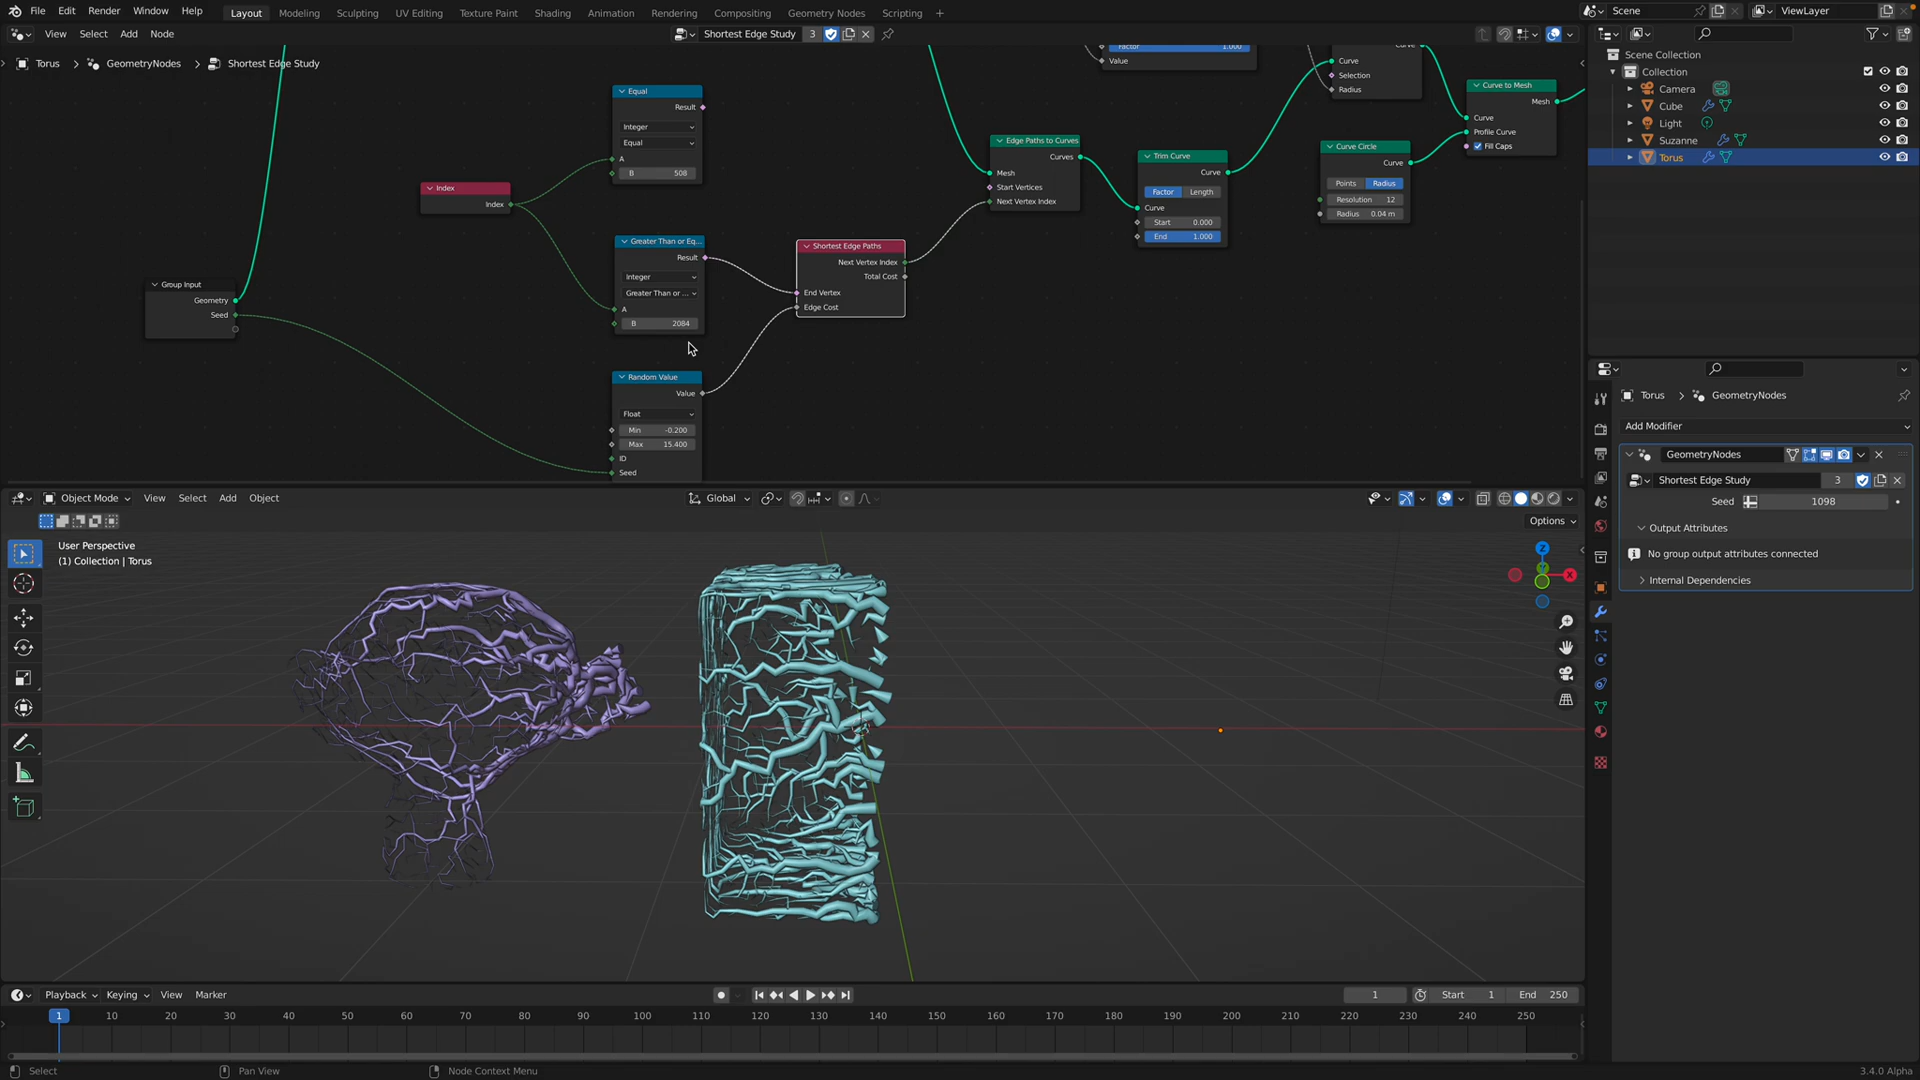 File Edit Render Window Help Layout Modeling Sculpting UV Editing Texture Paint Shading Animation Rendering Compositing Geometry Nodes Scripting + Scene ViewLayer
View Select Add Node Shortest Edge Study 3
Torus > GeometryNodes > Shortest Edge Study
Factor 1.000
Value
Curve
Curve
Selection
Radius
Curve to Mesh
Mesh
Curve
Profile Curve
Fill Caps
Equal
Result
Integer
Equal
A
B 508
Index
Index
Edge Paths to Curves
Curves
Mesh
Start Vertices
Next Vertex Index
Trim Curve
Curve
Factor Length
Curve
Start 0.000
End 1.000
Curve Circle
Curve
Points Radius
Resolution 12
Radius 0.04 m
Greater Than or Eq...
Result
Integer
Greater Than or ...
A
B 2084
Shortest Edge Paths
Next Vertex Index
Total Cost
End Vertex
Edge Cost
Group Input
Geometry
Seed
Random Value
Value
Float
Min -0.200
Max 15.400
ID
Seed
Scene Collection
Collection
Camera
Cube
Light
Suzanne
Torus
Torus > GeometryNodes
Add Modifier
GeometryNodes
Shortest Edge Study 3
Seed 1098
Output Attributes
No group output attributes connected
Internal Dependencies
Object Mode View Select Add Object Global
Options
User Perspective
(1) Collection | Torus
Z
X
Playback Keying View Marker 1 Start 1 End 250
1 10 20 30 40 50 60 70 80 90 100 110 120 130 140 150 160 170 180 190 200 210 220 230 240 250
Select Pan View Node Context Menu 3.4.0 Alpha